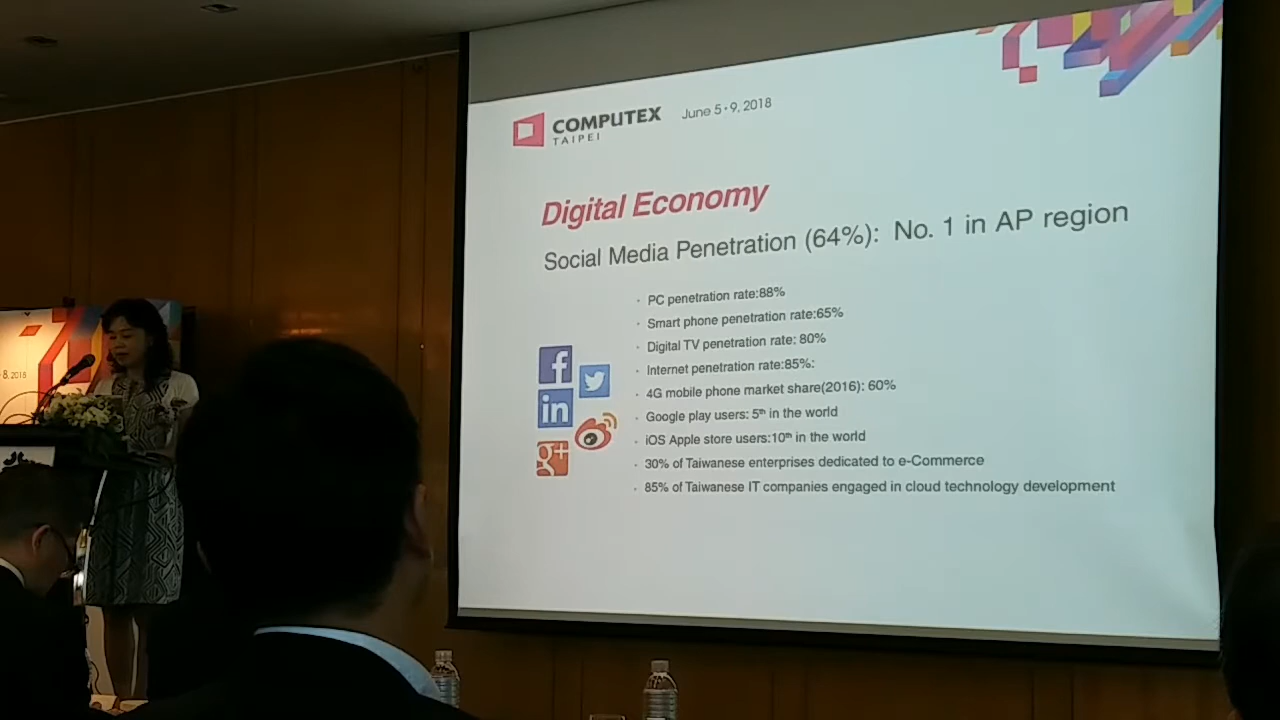 COMPUTEX June 5·9, 2018
TAIPEI
Digital Economy
Social Media Penetration (64%): No. 1 in AP region
· PC penetration rate:88%
· Smart phone penetration rate:65%
· Digital TV penetration rate: 80%
· Internet penetration rate:85%:
· 4G mobile phone market share(2016): 60%
· Google play users: 5th in the world
· iOS Apple store users:10th in the world
· 30% of Taiwanese enterprises dedicated to e-Commerce
· 85% of Taiwanese IT companies engaged in cloud technology development
f
in
g+
8, 2018